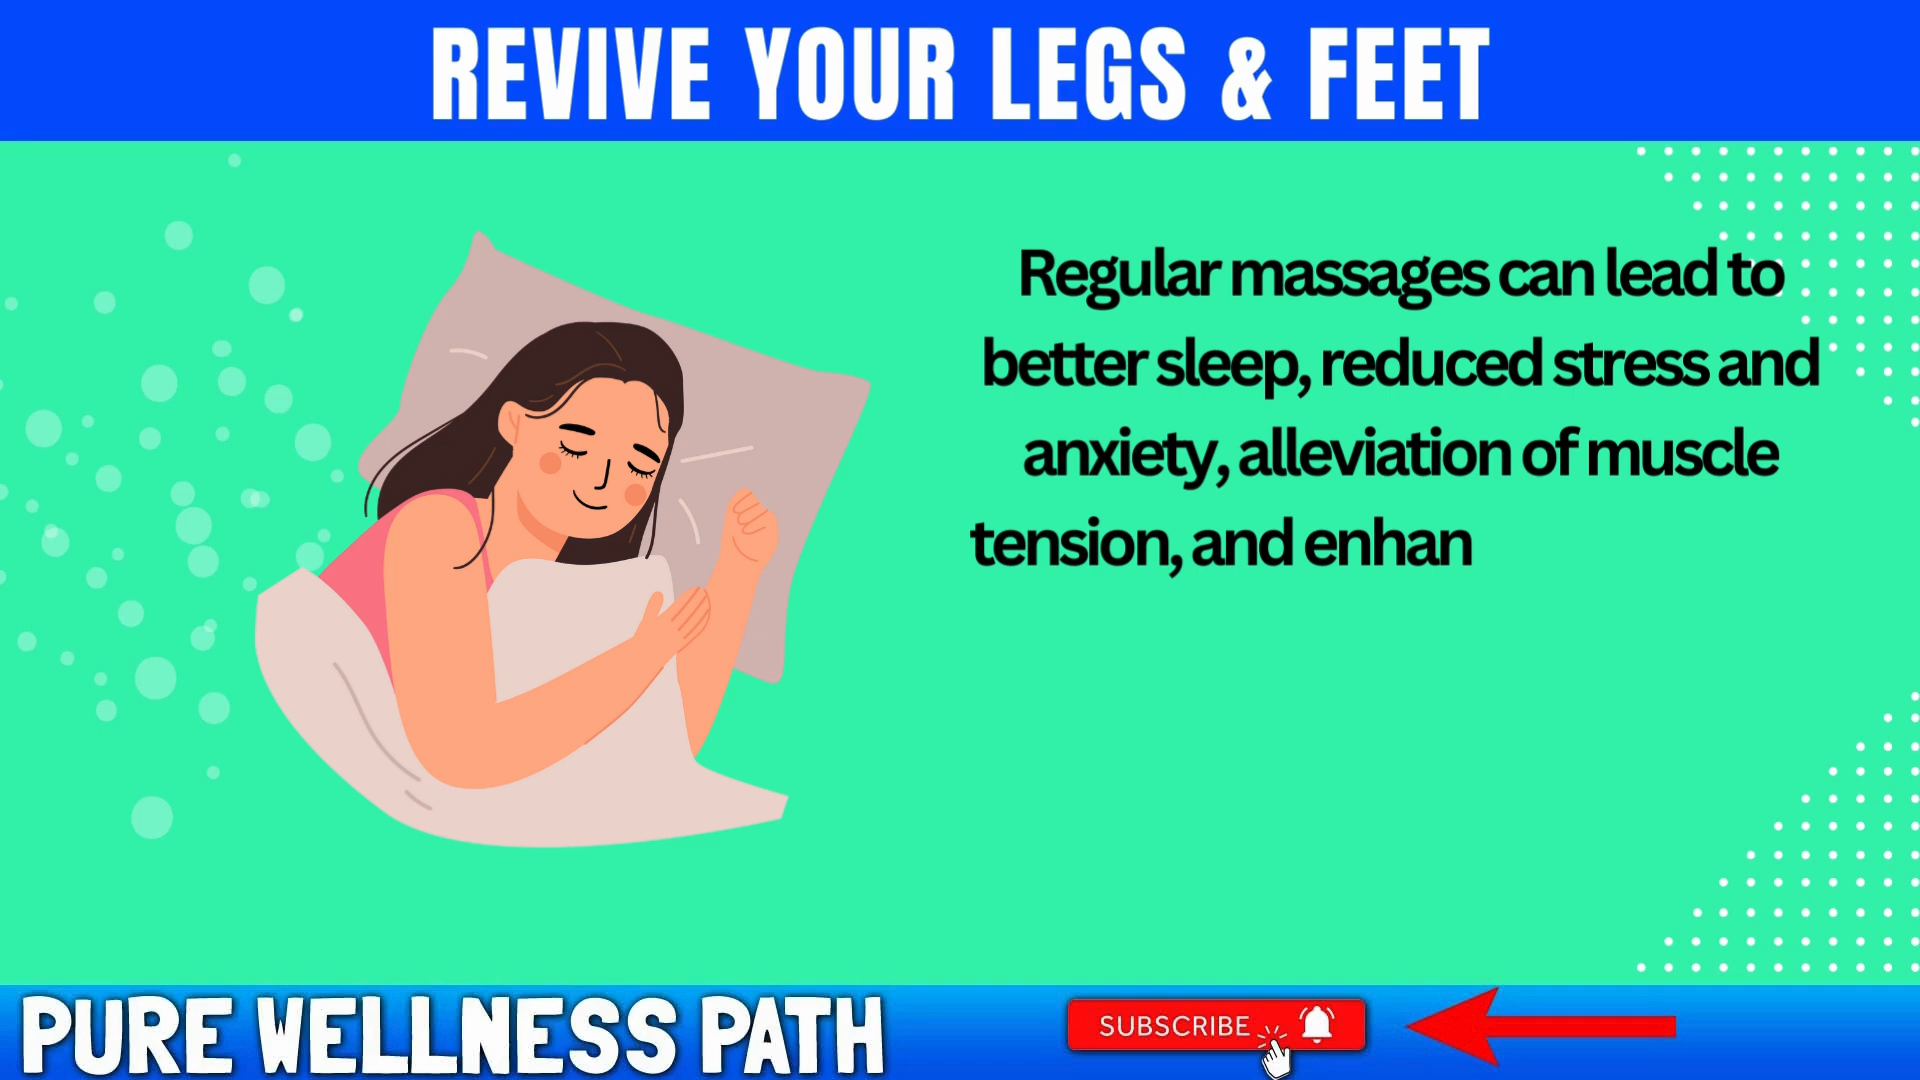 REVIVE YOUR LEGS & FEET
Regular massages can lead to
better sleep, reduced stress and
anxiety, alleviation of muscle
tension, and enhan
PURE WELLNESS PATH
SUBSCRIBE